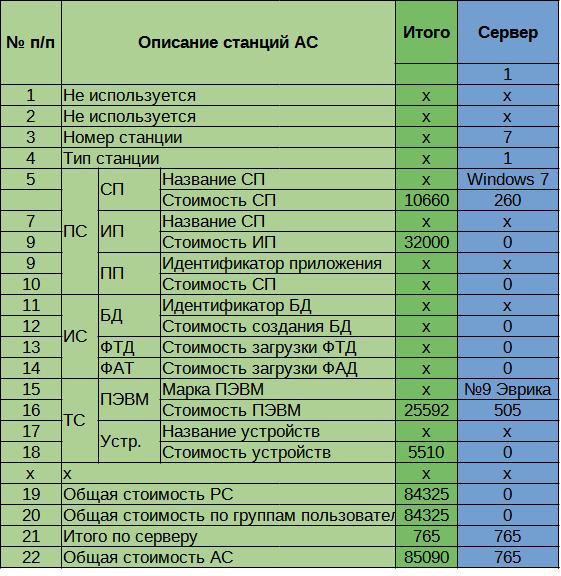 № п/п Описание станций АС Итого Сервер
1
1 Не используется x x
2 Не используется x x
3 Номер станции x 7
4 Тип станции x 1
5 ПС СП Название СП x Windows 7
Стоимость СП 10660 260
7 ИП Название СП x x
9 Стоимость ИП 32000 0
9 ПП Идентификатор приложения x x
10 Стоимость СП x 0
11 ИС БД Идентификатор БД x x
12 Стоимость создания БД x 0
13 ФТД Стоимость загрузки ФТД x 0
14 ФАТ Стоимость загрузки ФАД x 0
15 ТС ПЭВМ Марка ПЭВМ x №9 Эврика
16 Стоимость ПЭВМ 25592 505
17 Устр. Название устройств x x
18 Стоимость устройств 5510 0
x x x x
19 Общая стоимость РС 84325 0
20 Общая стоимость по группам пользовател 84325 0
21 Итого по серверу 765 765
22 Общая стоимость АС 85090 765